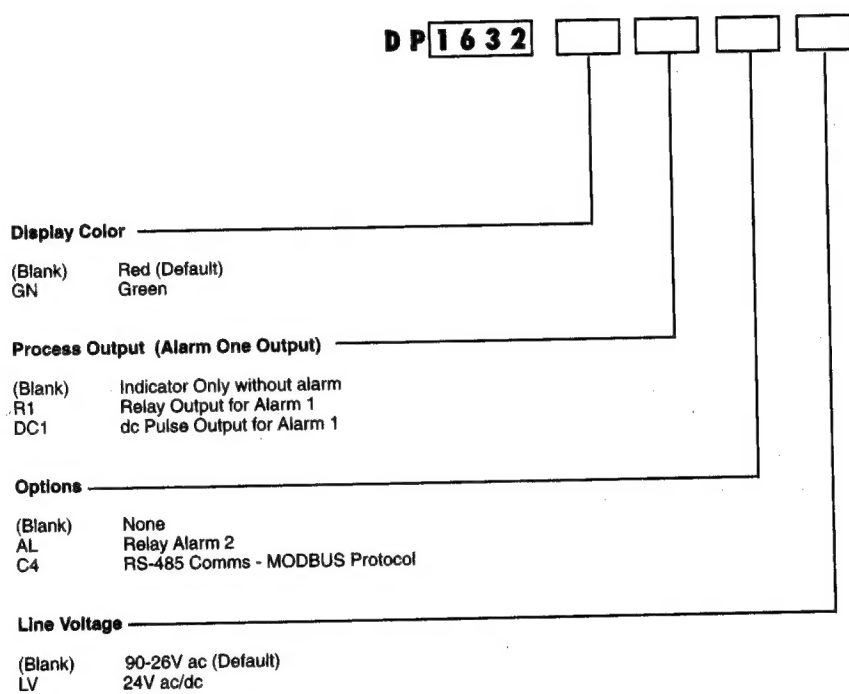 DP1632
Display Color
(Blank) Red (Default)
GN Green
Process Output (Alarm One Output)
(Blank) Indicator Only without alarm
R1 Relay Output for Alarm 1
DC1 dc Pulse Output for Alarm 1
Options
(Blank) None
AL Relay Alarm 2
C4 RS-485 Comms - MODBUS Protocol
Line Voltage
(Blank) 90-26V ac (Default)
LV 24V ac/dc